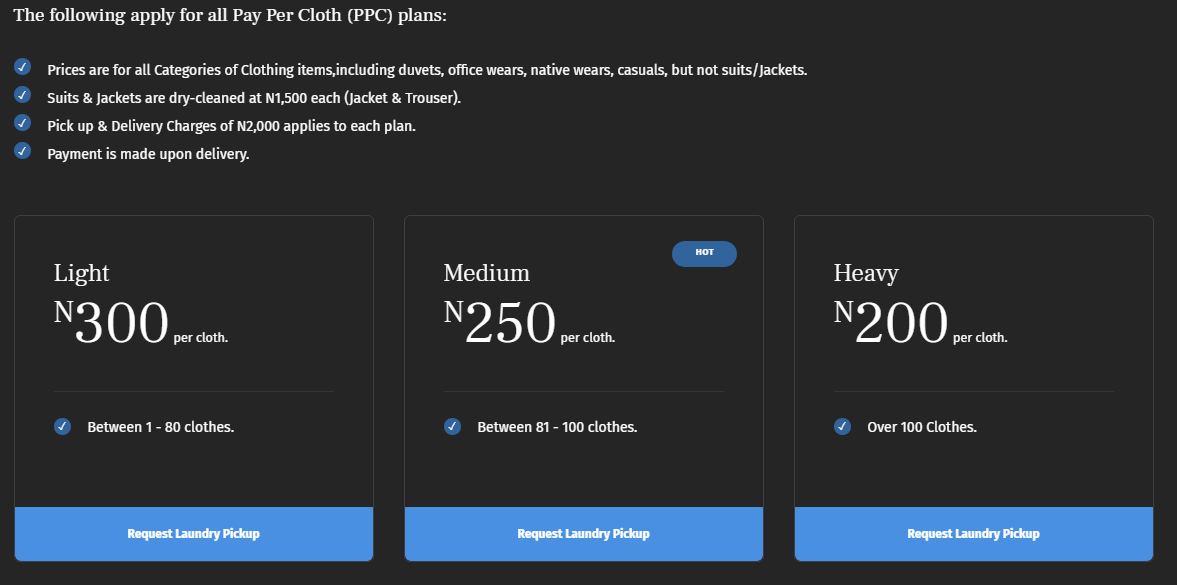 The following apply for all Pay Per Cloth (PPC) plans:
Prices are for all Categories of Clothing items,including duvets, office wears, native wears, casuals, but not suits/Jackets.
Suits & Jackets are dry-cleaned at N1,500 each (Jacket & Trouser).
Pick up & Delivery Charges of N2,000 applies to each plan.
Payment is made upon delivery.
Light
N300 per cloth.
Between 1 - 80 clothes.
Request Laundry Pickup
HOT
Medium
N250 per cloth.
Between 81 - 100 clothes.
Request Laundry Pickup
Heavy
N200 per cloth.
Over 100 Clothes.
Request Laundry Pickup